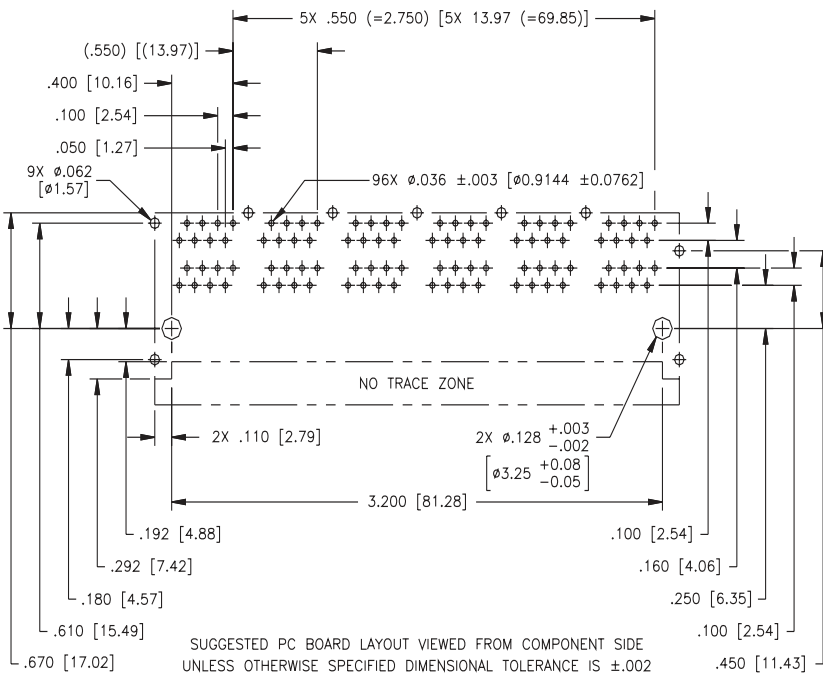 5X .550 (=2.750) [5X 13.97 (=69.85)]
(.550) [(13.97)]
.400 [10.16]
.100 [2.54]
.050 [1.27]
9X ø.062
[ø1.57]
96X ø.036 ±.003 [ø0.9144 ±0.0762]
NO TRACE ZONE
2X .110 [2.79]
2X ø.128 +.003 -.002
[ø3.25 +0.08 -0.05]
3.200 [81.28]
.192 [4.88]
.100 [2.54]
.292 [7.42]
.160 [4.06]
.180 [4.57]
.250 [6.35]
.610 [15.49]
.100 [2.54]
.670 [17.02]
.450 [11.43]
SUGGESTED PC BOARD LAYOUT VIEWED FROM COMPONENT SIDE
UNLESS OTHERWISE SPECIFIED DIMENSIONAL TOLERANCE IS ±.002